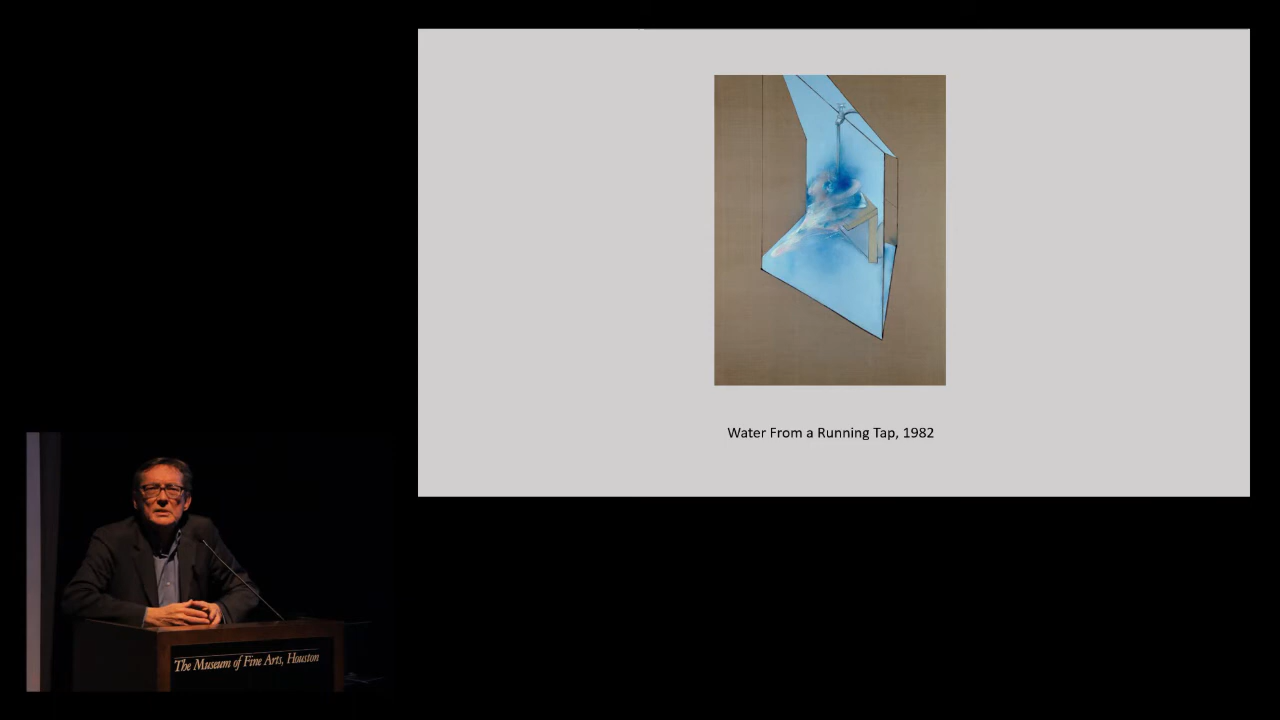 Water From a Running Tap, 1982
The Museum of Fine Arts, Houston